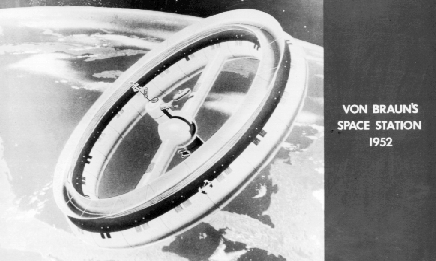 VON BRAUN'S
SPACE STATION
1952